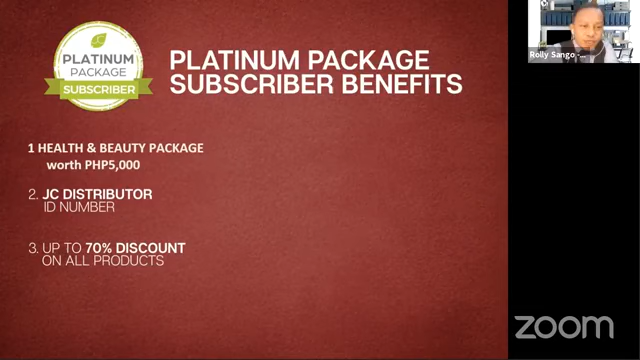 PLATINUM
PACKAGE
SUBSCRIBER
PLATINUM PACKAGE
SUBSCRIBER BENEFITS
1 HEALTH & BEAUTY PACKAGE
worth PHP5,000
2. JC DISTRIBUTOR
ID NUMBER
3. UP TO 70% DISCOUNT
ON ALL PRODUCTS
Rolly Sango -...
zoom